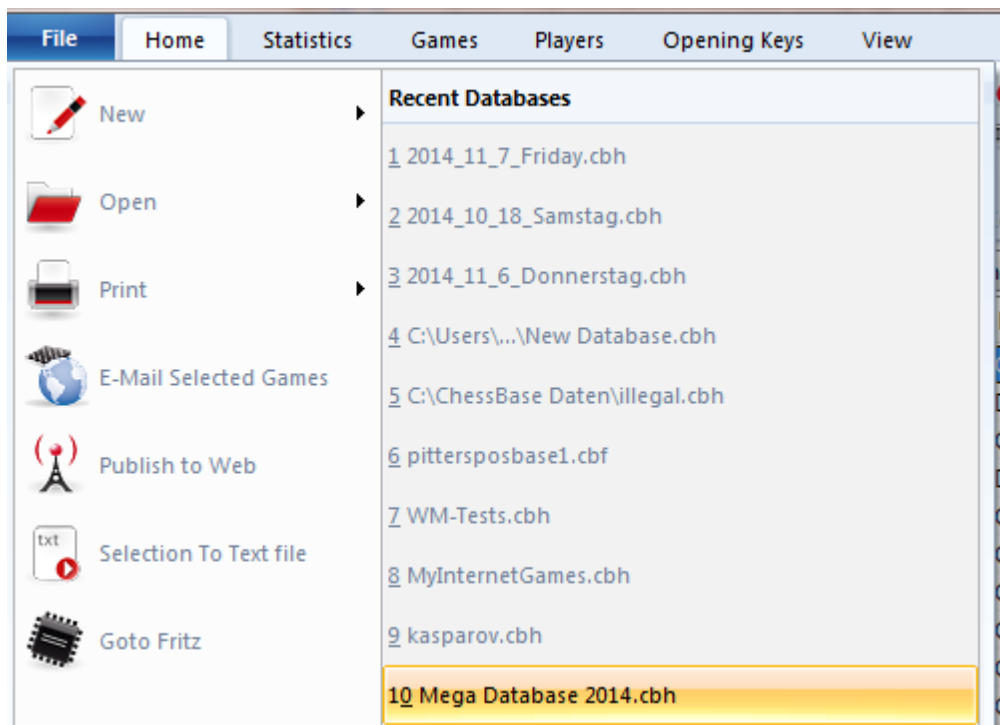 File Home Statistics Games Players Opening Keys View
New
Open
Print
E-Mail Selected Games
Publish to Web
txt
Selection To Text file
Goto Fritz
Recent Databases
1 2014_11_7_Friday.cbh
2 2014_10_18_Samstag.cbh
3 2014_11_6_Donnerstag.cbh
4 C:\Users\...\New Database.cbh
5 C:\ChessBase Daten\illegal.cbh
6 pittersposbase1.cbf
7 WM-Tests.cbh
8 MyInternetGames.cbh
9 kasparov.cbh
10 Mega Database 2014.cbh